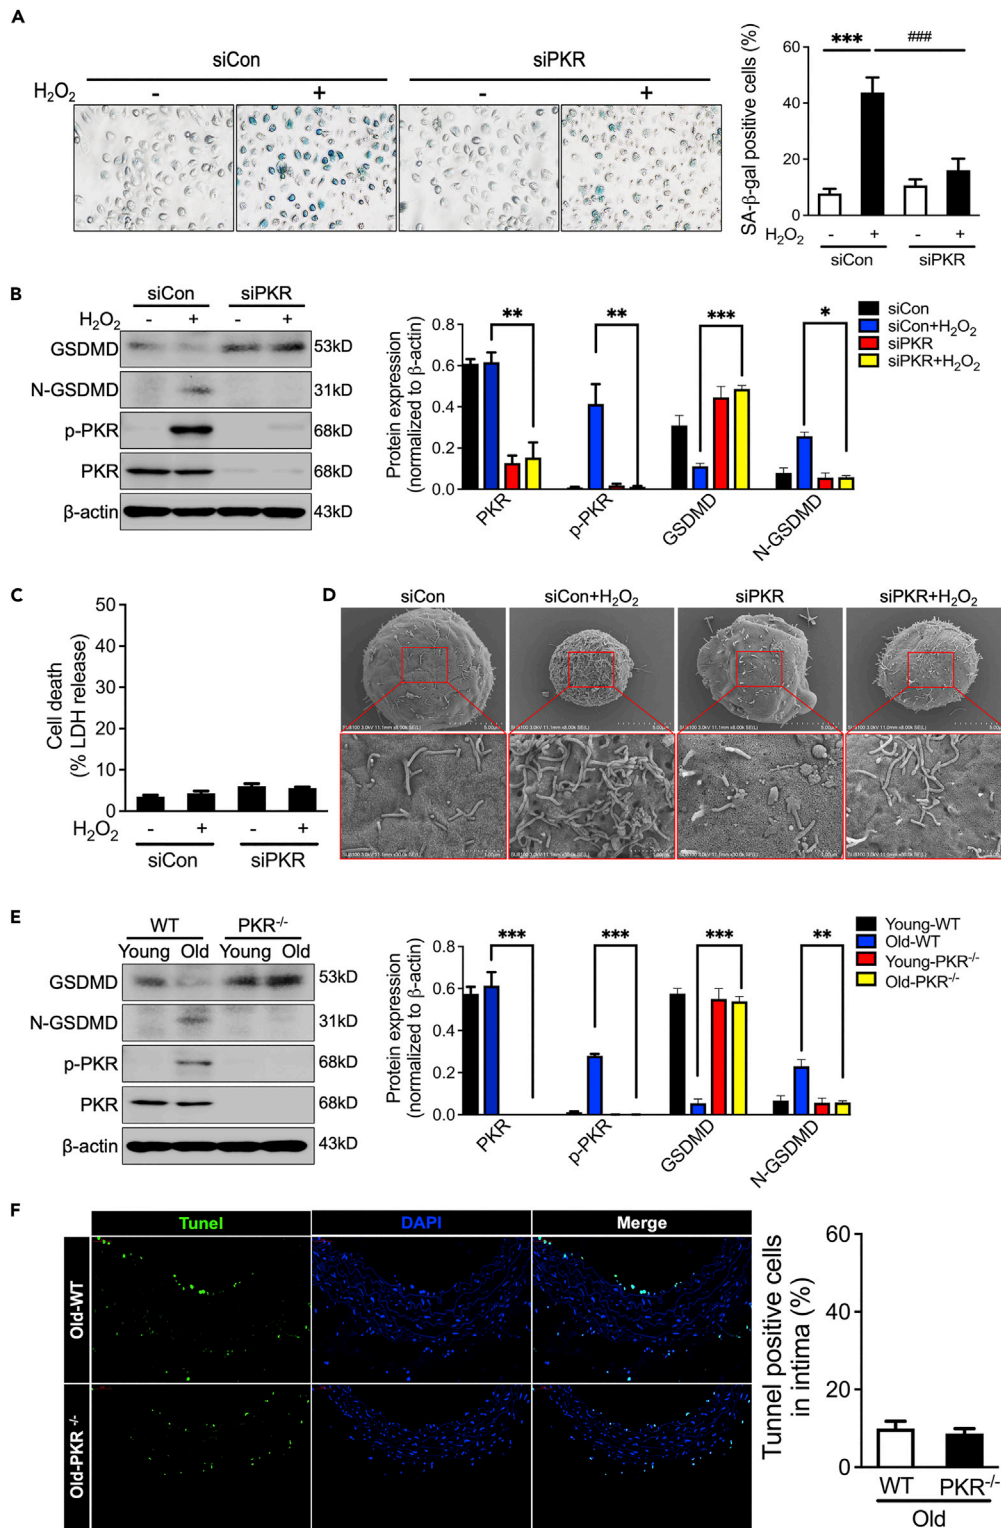 A
siCon
siPKR
H₂O₂
-
+
-
+
SA-β-gal positive cells (%)
60
40
20
0
***
###
H₂O₂
-
+
-
+
siCon
siPKR
B
siCon
siPKR
H₂O₂
-
+
-
+
GSDMD
53kD
N-GSDMD
31kD
p-PKR
68kD
PKR
68kD
β-actin
43kD
Protein expression
(normalized to β-actin)
0.8
0.6
0.4
0.2
0.0
**
**
***
*
PKR
p-PKR
GSDMD
N-GSDMD
siCon
siCon+H₂O₂
siPKR
siPKR+H₂O₂
C
Cell death
(% LDH release)
50
40
30
20
10
0
H₂O₂
-
+
-
+
siCon
siPKR
D
siCon
siCon+H₂O₂
siPKR
siPKR+H₂O₂
E
WT
PKR⁻/⁻
Young Old
Young Old
GSDMD
53kD
N-GSDMD
31kD
p-PKR
68kD
PKR
68kD
β-actin
43kD
Protein expression
(normalized to β-actin)
0.8
0.6
0.4
0.2
0.0
***
***
***
**
PKR
p-PKR
GSDMD
N-GSDMD
Young-WT
Old-WT
Young-PKR⁻/⁻
Old-PKR⁻/⁻
F
Tunel
DAPI
Merge
Old-WT
Old-PKR -/-
Tunnel positive cells
in intima (%)
60
40
20
0
WT
PKR⁻/⁻
Old